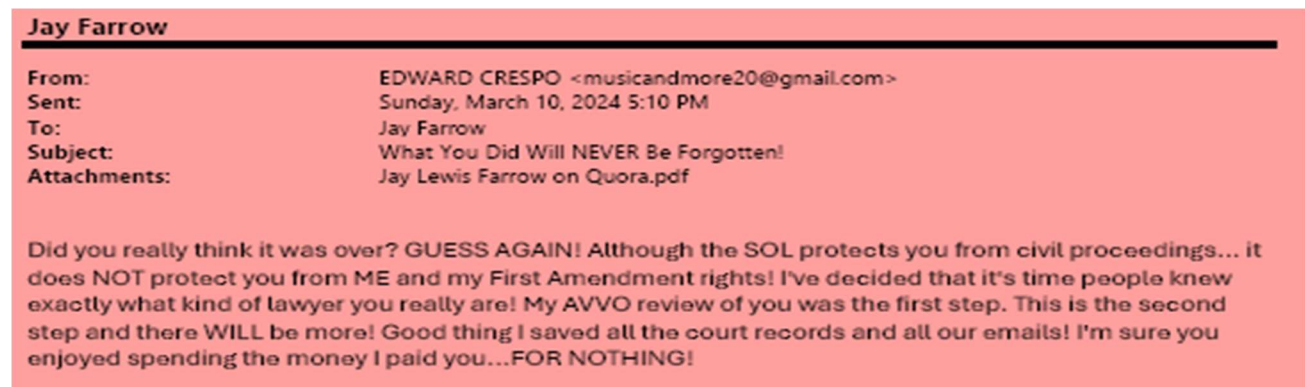 Jay Farrow
From: EDWARD CRESPO <musicandmore20@gmail.com>
Sent: Sunday, March 10, 2024 5:10 PM
To: Jay Farrow
Subject: What You Did Will NEVER Be Forgotten!
Attachments: Jay Lewis Farrow on Quora.pdf
Did you really think it was over? GUESS AGAIN! Although the SOL protects you from civil proceedings... it
does NOT protect you from ME and my First Amendment rights! I've decided that it's time people knew
exactly what kind of lawyer you really are! My AVVO review of you was the first step. This is the second
step and there WILL be more! Good thing I saved all the court records and all our emails! I'm sure you
enjoyed spending the money I paid you...FOR NOTHING!